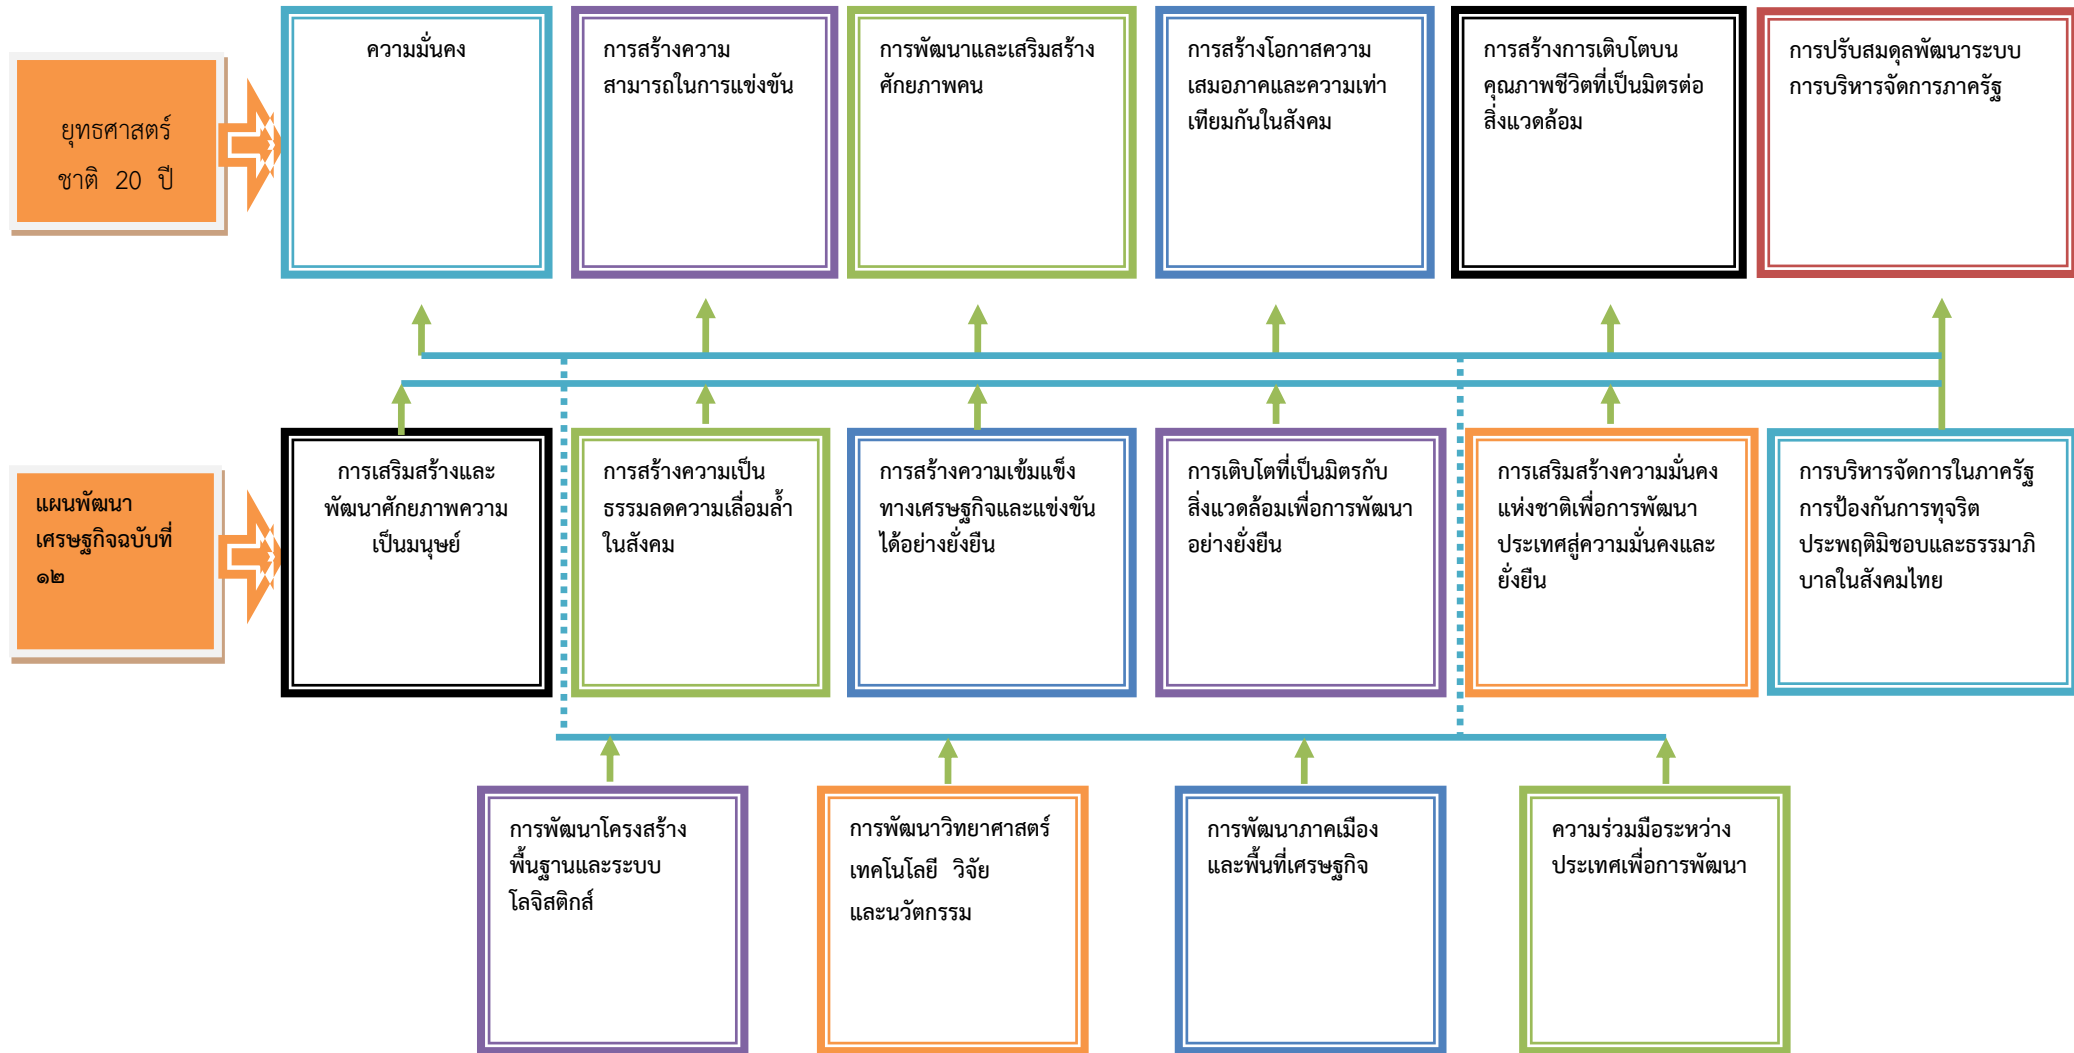 ยุทธศาสตร์
ชาติ 20 ปี
ความมั่นคง
การสร้างความ
สามารถในการแข่งขัน
การพัฒนาและเสริมสร้าง
ศักยภาพคน
การสร้างโอกาสความ
เสมอภาคและความเท่า
เทียมกันในสังคม
การสร้างการเติบโตบน
คุณภาพชีวิตที่เป็นมิตรต่อ
สิ่งแวดล้อม
การปรับสมดุลพัฒนาระบบ
การบริหารจัดการภาครัฐ
แผนพัฒนา
เศรษฐกิจฉบับที่
๑๒
การเสริมสร้างและ
พัฒนาศักยภาพความ
เป็นมนุษย์
การสร้างความเป็น
ธรรมลดความเลื่อมล้ำ
ในสังคม
การสร้างความเข้มแข็ง
ทางเศรษฐกิจและแข่งขัน
ได้อย่างยั่งยืน
การเติบโตที่เป็นมิตรกับ
สิ่งแวดล้อมเพื่อการพัฒนา
อย่างยั่งยืน
การเสริมสร้างความมั่นคง
แห่งชาติเพื่อการพัฒนา
ประเทศสู่ความมั่นคงและ
ยั่งยืน
การบริหารจัดการในภาครัฐ
การป้องกันการทุจริต
ประพฤติมิชอบและธรรมาภิ
บาลในสังคมไทย
การพัฒนาโครงสร้าง
พื้นฐานและระบบ
โลจิสติกส์
การพัฒนาวิทยาศาสตร์
เทคโนโลยี วิจัย
และนวัตกรรม
การพัฒนาภาคเมือง
และพื้นที่เศรษฐกิจ
ความร่วมมือระหว่าง
ประเทศเพื่อการพัฒนา